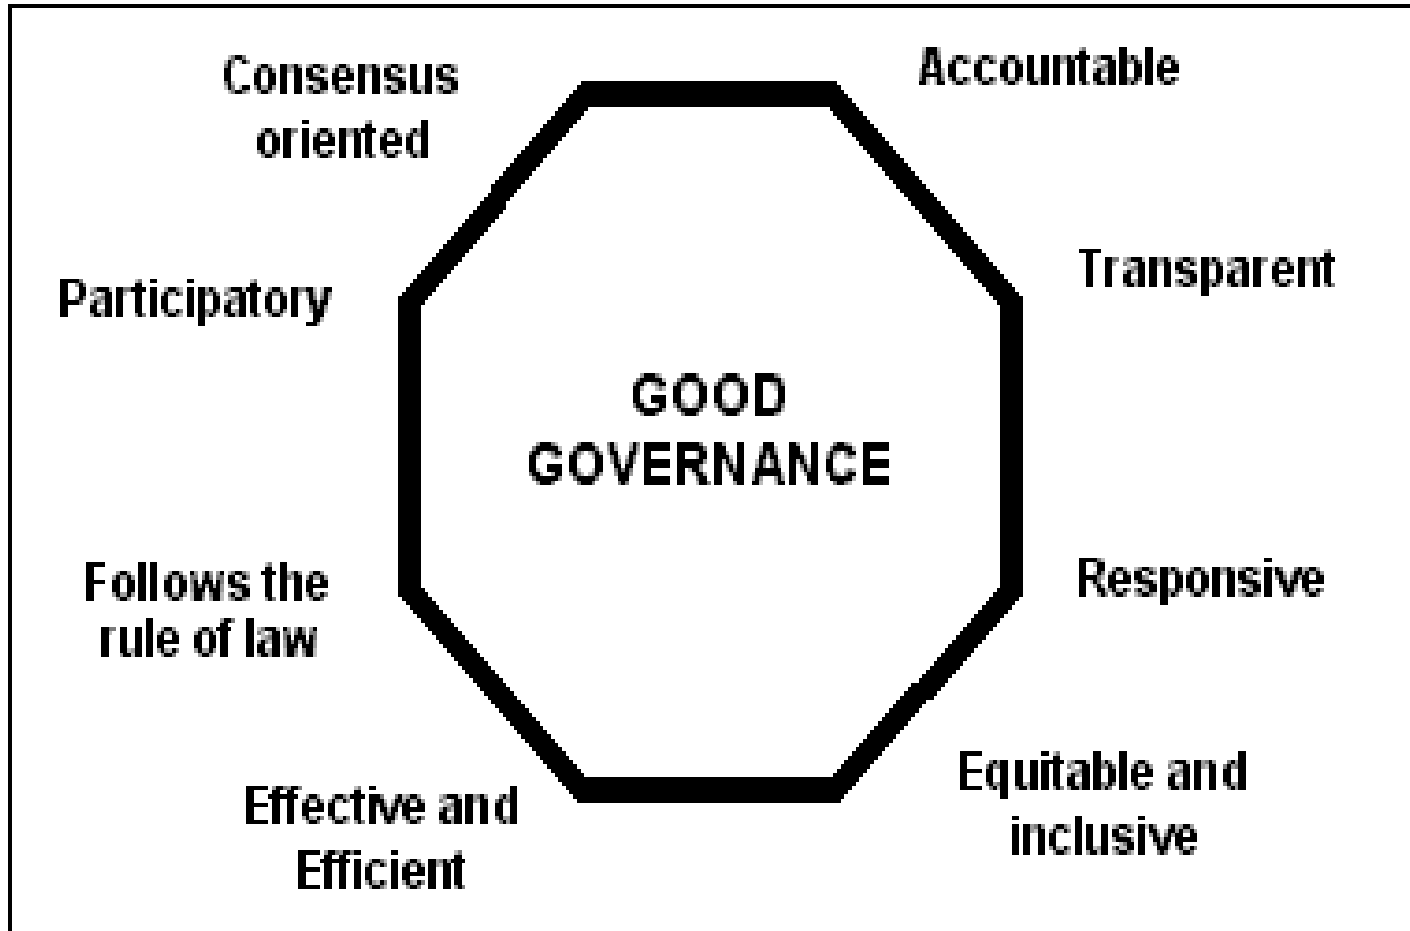 Consensus
oriented
Accountable
Participatory
Transparent
GOOD
GOVERNANCE
Follows the
rule of law
Responsive
Effective and
Efficient
Equitable and
inclusive